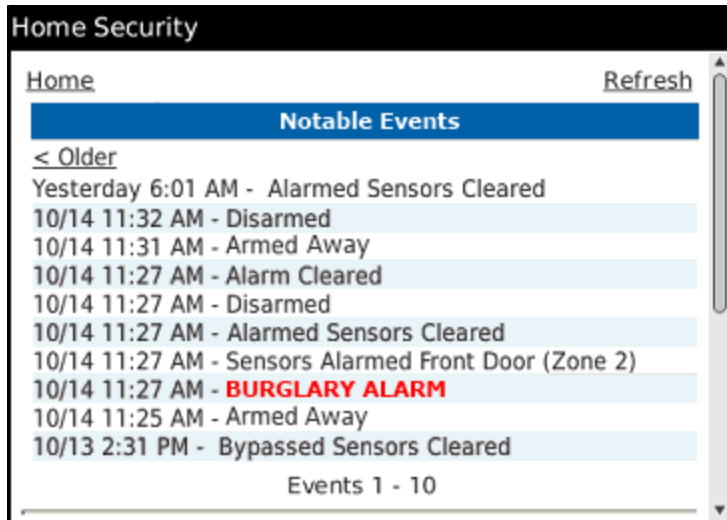 Home Security
Home Refresh
Notable Events
< Older
Yesterday 6:01 AM - Alarmed Sensors Cleared
10/14 11:32 AM - Disarmed
10/14 11:31 AM - Armed Away
10/14 11:27 AM - Alarm Cleared
10/14 11:27 AM - Disarmed
10/14 11:27 AM - Alarmed Sensors Cleared
10/14 11:27 AM - Sensors Alarmed Front Door (Zone 2)
10/14 11:27 AM - BURGLARY ALARM
10/14 11:25 AM - Armed Away
10/13 2:31 PM - Bypassed Sensors Cleared
Events 1 - 10